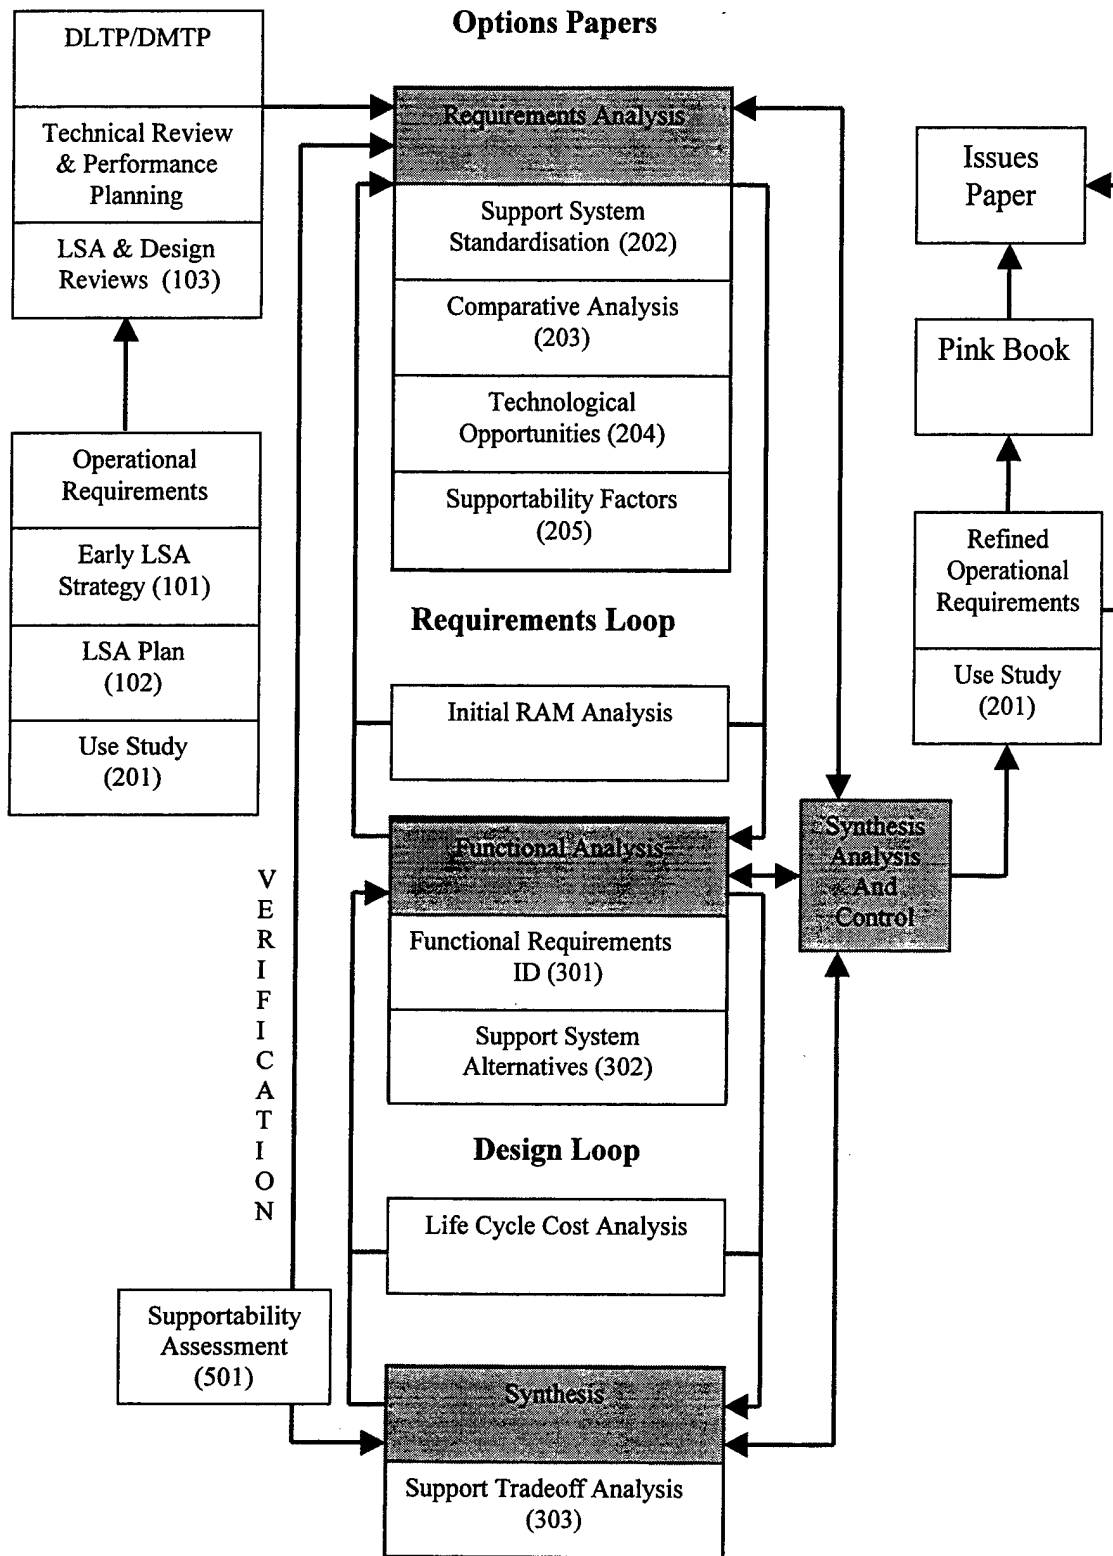 Options Papers
DLTP/DMTP
Technical Review
& Performance
Planning
LSA & Design
Reviews (103)
Operational
Requirements
Early LSA
Strategy (101)
LSA Plan
(102)
Use Study
(201)
Requirements Analysis
Support System
Standardisation (202)
Comparative Analysis
(203)
Technological
Opportunities (204)
Supportability Factors
(205)
Requirements Loop
Initial RAM Analysis
Functional Analysis
Functional Requirements
ID (301)
Support System
Alternatives (302)
Design Loop
Life Cycle Cost Analysis
Synthesis
Support Tradeoff Analysis
(303)
VERIFICATION
Supportability
Assessment
(501)
Synthesis
Analysis
And
Control
Issues
Paper
Pink Book
Refined
Operational
Requirements
Use Study
(201)